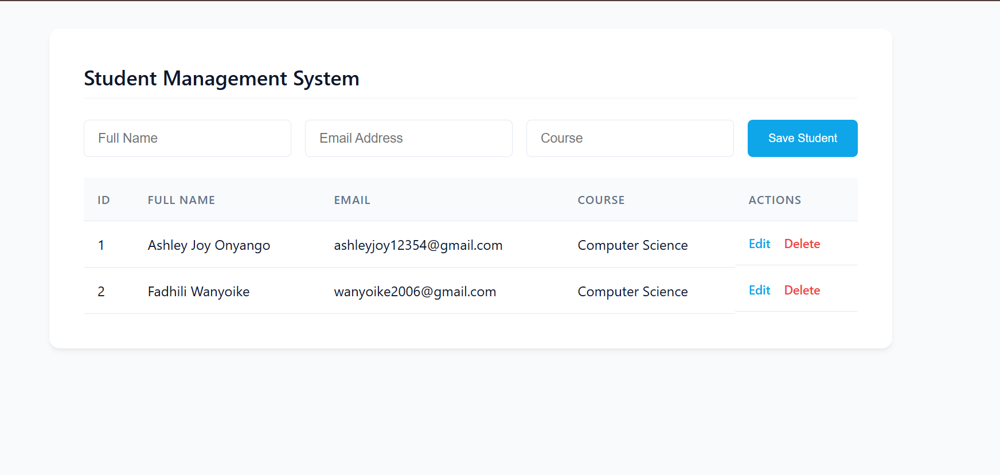 Student Management System
Full Name Email Address Course Save Student
ID FULL NAME EMAIL COURSE ACTIONS
1 Ashley Joy Onyango ashleyjoy12354@gmail.com Computer Science Edit Delete
2 Fadhili Wanyoike wanyoike2006@gmail.com Computer Science Edit Delete